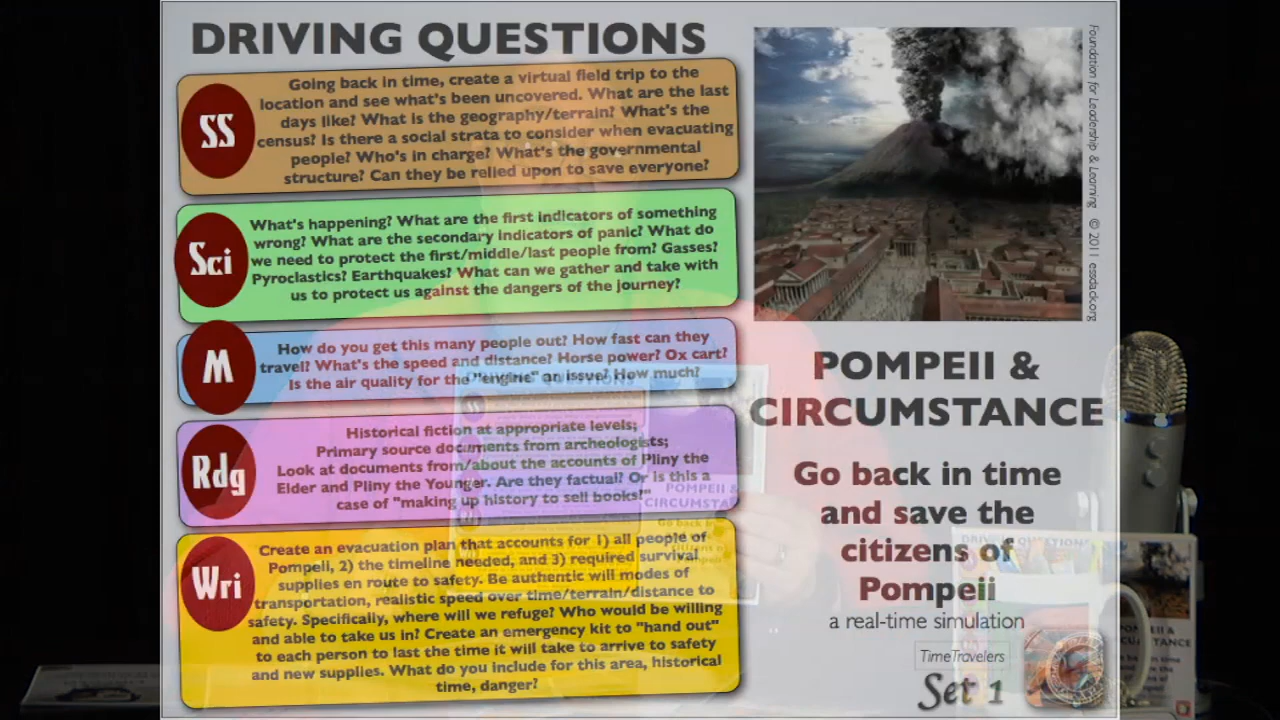 DRIVING QUESTIONS
SS
Going back in time, create a virtual field trip to the
location and see what's been uncovered. What are the last
days like? What is the geography/terrain? What's the
census? Is there a social strata to consider when evacuating
people? Who's in charge? What's the governmental
structure? Can they be relied upon to save everyone?
Sci
What's happening? What are the first indicators of something
wrong? What are the secondary indicators of panic? What do
we need to protect the first/middle/last people from? Gasses?
Pyroclastics? Earthquakes? What can we gather and take with
us to protect us against the dangers of the journey?
M
How do you get this many people out? How fast can they
travel? What's the speed and distance? Horse power? Ox cart?
Is the air quality for the "engine" an issue? How much?
Rdg
Historical fiction at appropriate levels;
Primary source documents from archeologists;
Look at documents from/about the accounts of Pliny the
Elder and Pliny the Younger. Are they factual? Or is this a
case of "making up history to sell books?"
Wri
Create an evacuation plan that accounts for 1) all people of
Pompeii, 2) the timeline needed, and 3) required survival
supplies en route to safety. Be authentic will modes of
transportation, realistic speed over time/terrain/distance to
safety. Specifically, where will we refuge? Who would be willing
and able to take us in? Create an emergency kit to "hand out"
to each person to last the time it will take to arrive to safety
and new supplies. What do you include for this area, historical
time, danger?
Foundation for Leadership & Learning © 2011 essdack.org
POMPEII &
CIRCUMSTANCE
Go back in time
and save the
citizens of
Pompeii
a real-time simulation
TimeTravelers
Set 1
DRIVING QUESTIONS
POMPEII &
CIRCUMSTA
Go back in
DRIVING QUESTIONS